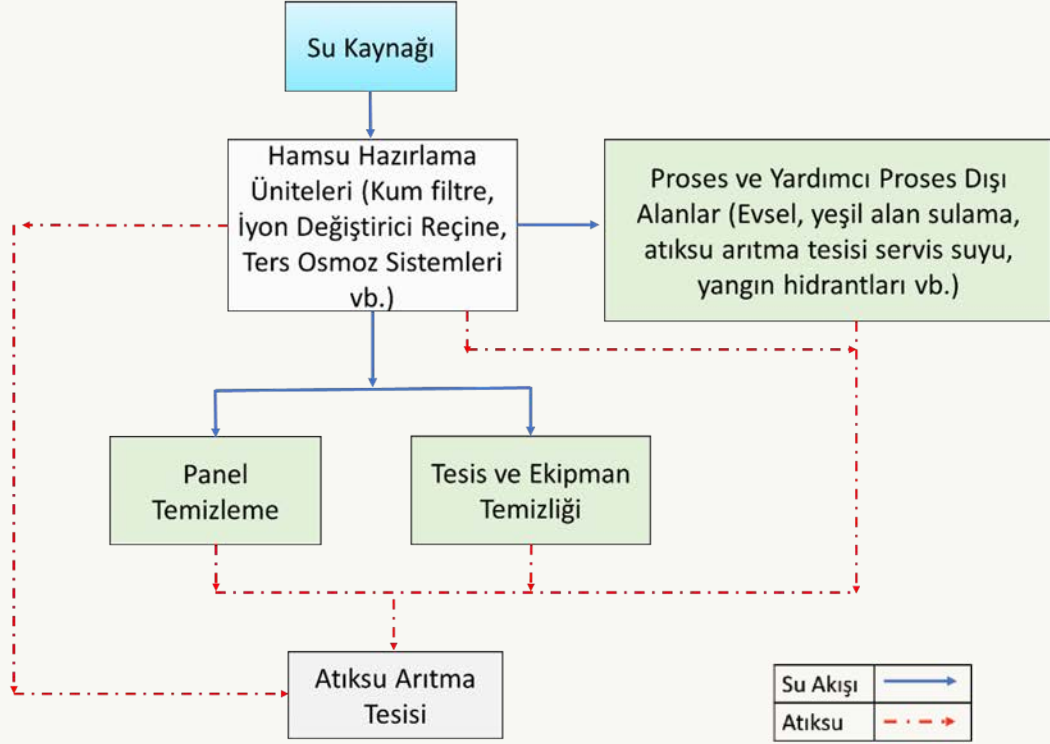 Su Kaynağı
Hamsu Hazırlama
Üniteleri (Kum filtre,
İyon Değiştirici Reçine,
Ters Osmoz Sistemleri
vb.)
Proses ve Yardımcı Proses Dışı
Alanlar (Evsel, yeşil alan sulama,
atıksu arıtma tesisi servis suyu,
yangın hidrantları vb.)
Panel
Temizleme
Tesis ve Ekipman
Temizliği
Atıksu Arıtma
Tesisi
Su Akışı
Atıksu